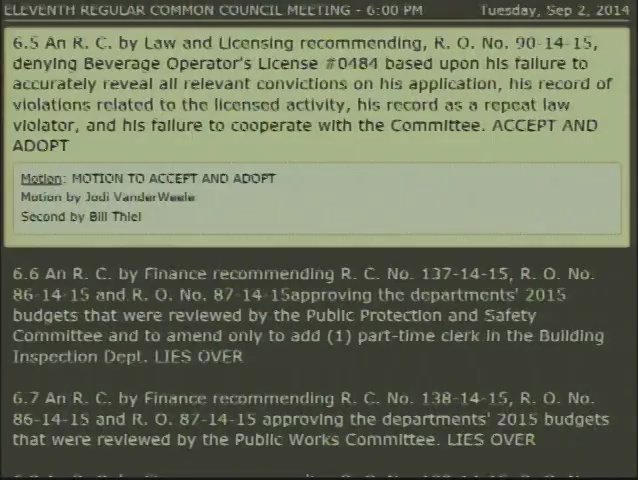 ELEVENTH REGULAR COMMON COUNCIL MEETING - 6:00 PM Tuesday, Sep 2, 2014
6.5 An R. C. by Law and Licensing recommending, R. O. No. 90-14-15,
denying Beverage Operator's License #0484 based upon his failure to
accurately reveal all relevant convictions on his application, his record of
violations related to the licensed activity, his record as a repeat law
violator, and his failure to cooperate with the Committee. ACCEPT AND
ADOPT
Motion: MOTION TO ACCEPT AND ADOPT
Motion by Jodi VanderWeele
Second by Bill Thiel
6.6 An R. C. by Finance recommending R. C. No. 137-14-15, R. O. No.
86-14-15 and R. O. No. 87-14-15approving the departments' 2015
budgets that were reviewed by the Public Protection and Safety
Committee and to amend only to add (1) part-time clerk in the Building
Inspection Dept. LIES OVER
6.7 An R. C. by Finance recommending R. C. No. 138-14-15, R. O. No.
86-14-15 and R. O. 87-14-15 approving the departments' 2015 budgets
that were reviewed by the Public Works Committee. LIES OVER